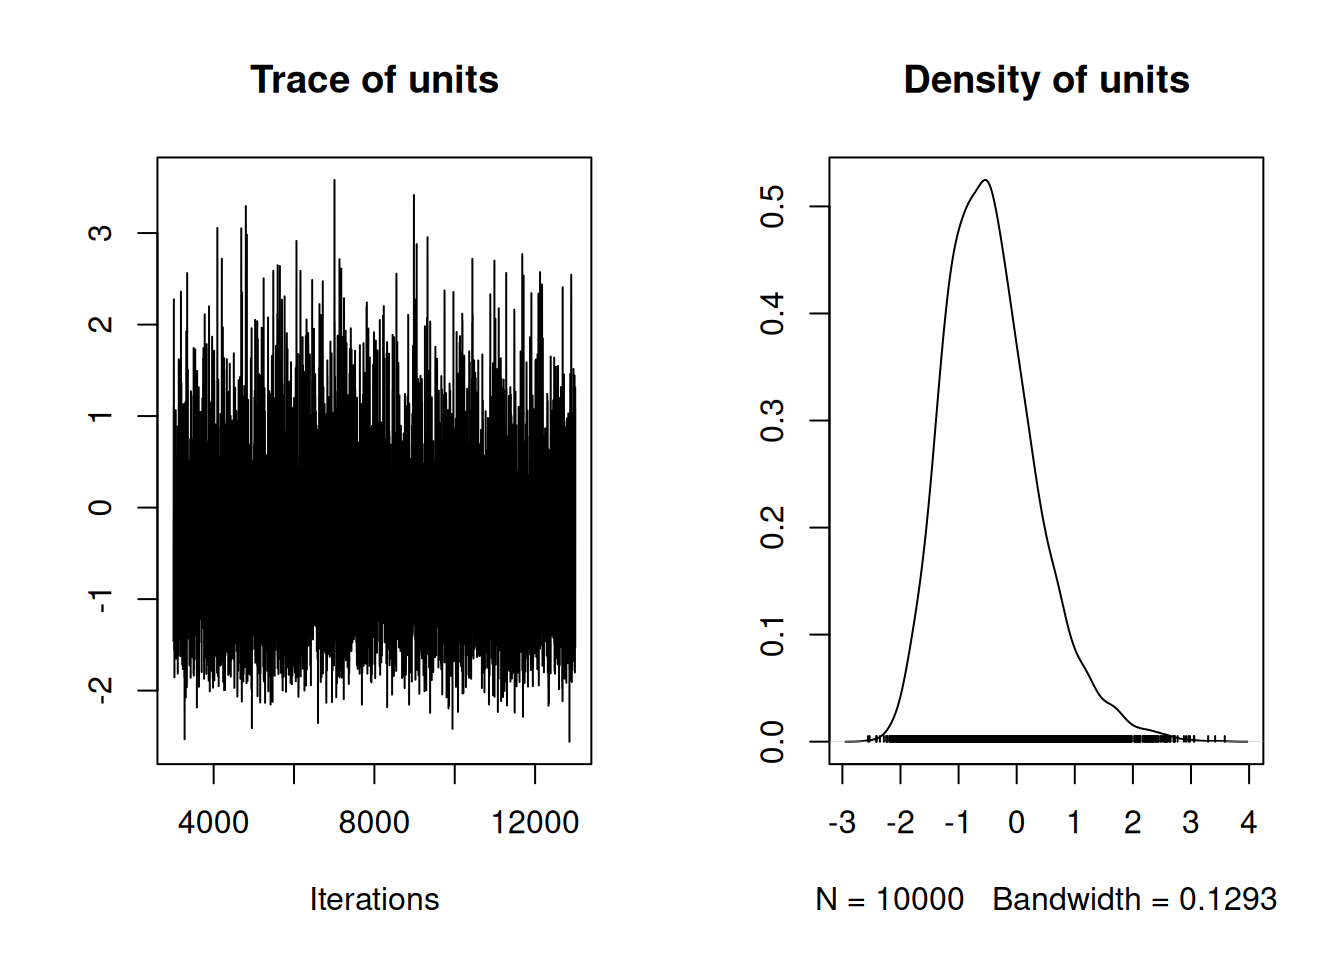 Trace of units
3
2
1
0
-1
-2
4000 8000 12000
Iterations
Density of units
0.5
0.4
0.3
0.2
0.1
0.0
-3 -2 -1 0 1 2 3 4
N = 10000 Bandwidth = 0.1293